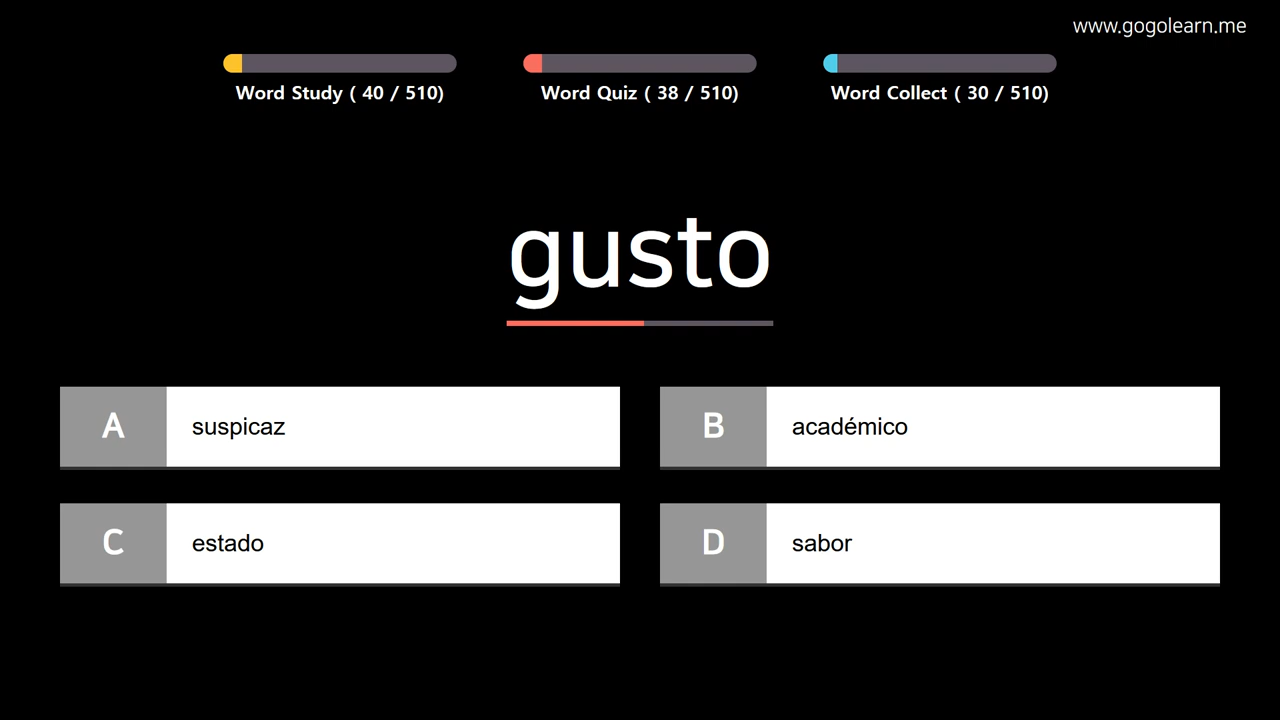 www.gogolearn.me
Word Study ( 40 / 510)
Word Quiz ( 38 / 510)
Word Collect ( 30 / 510)
gusto
A suspicaz
B académico
C estado
D sabor